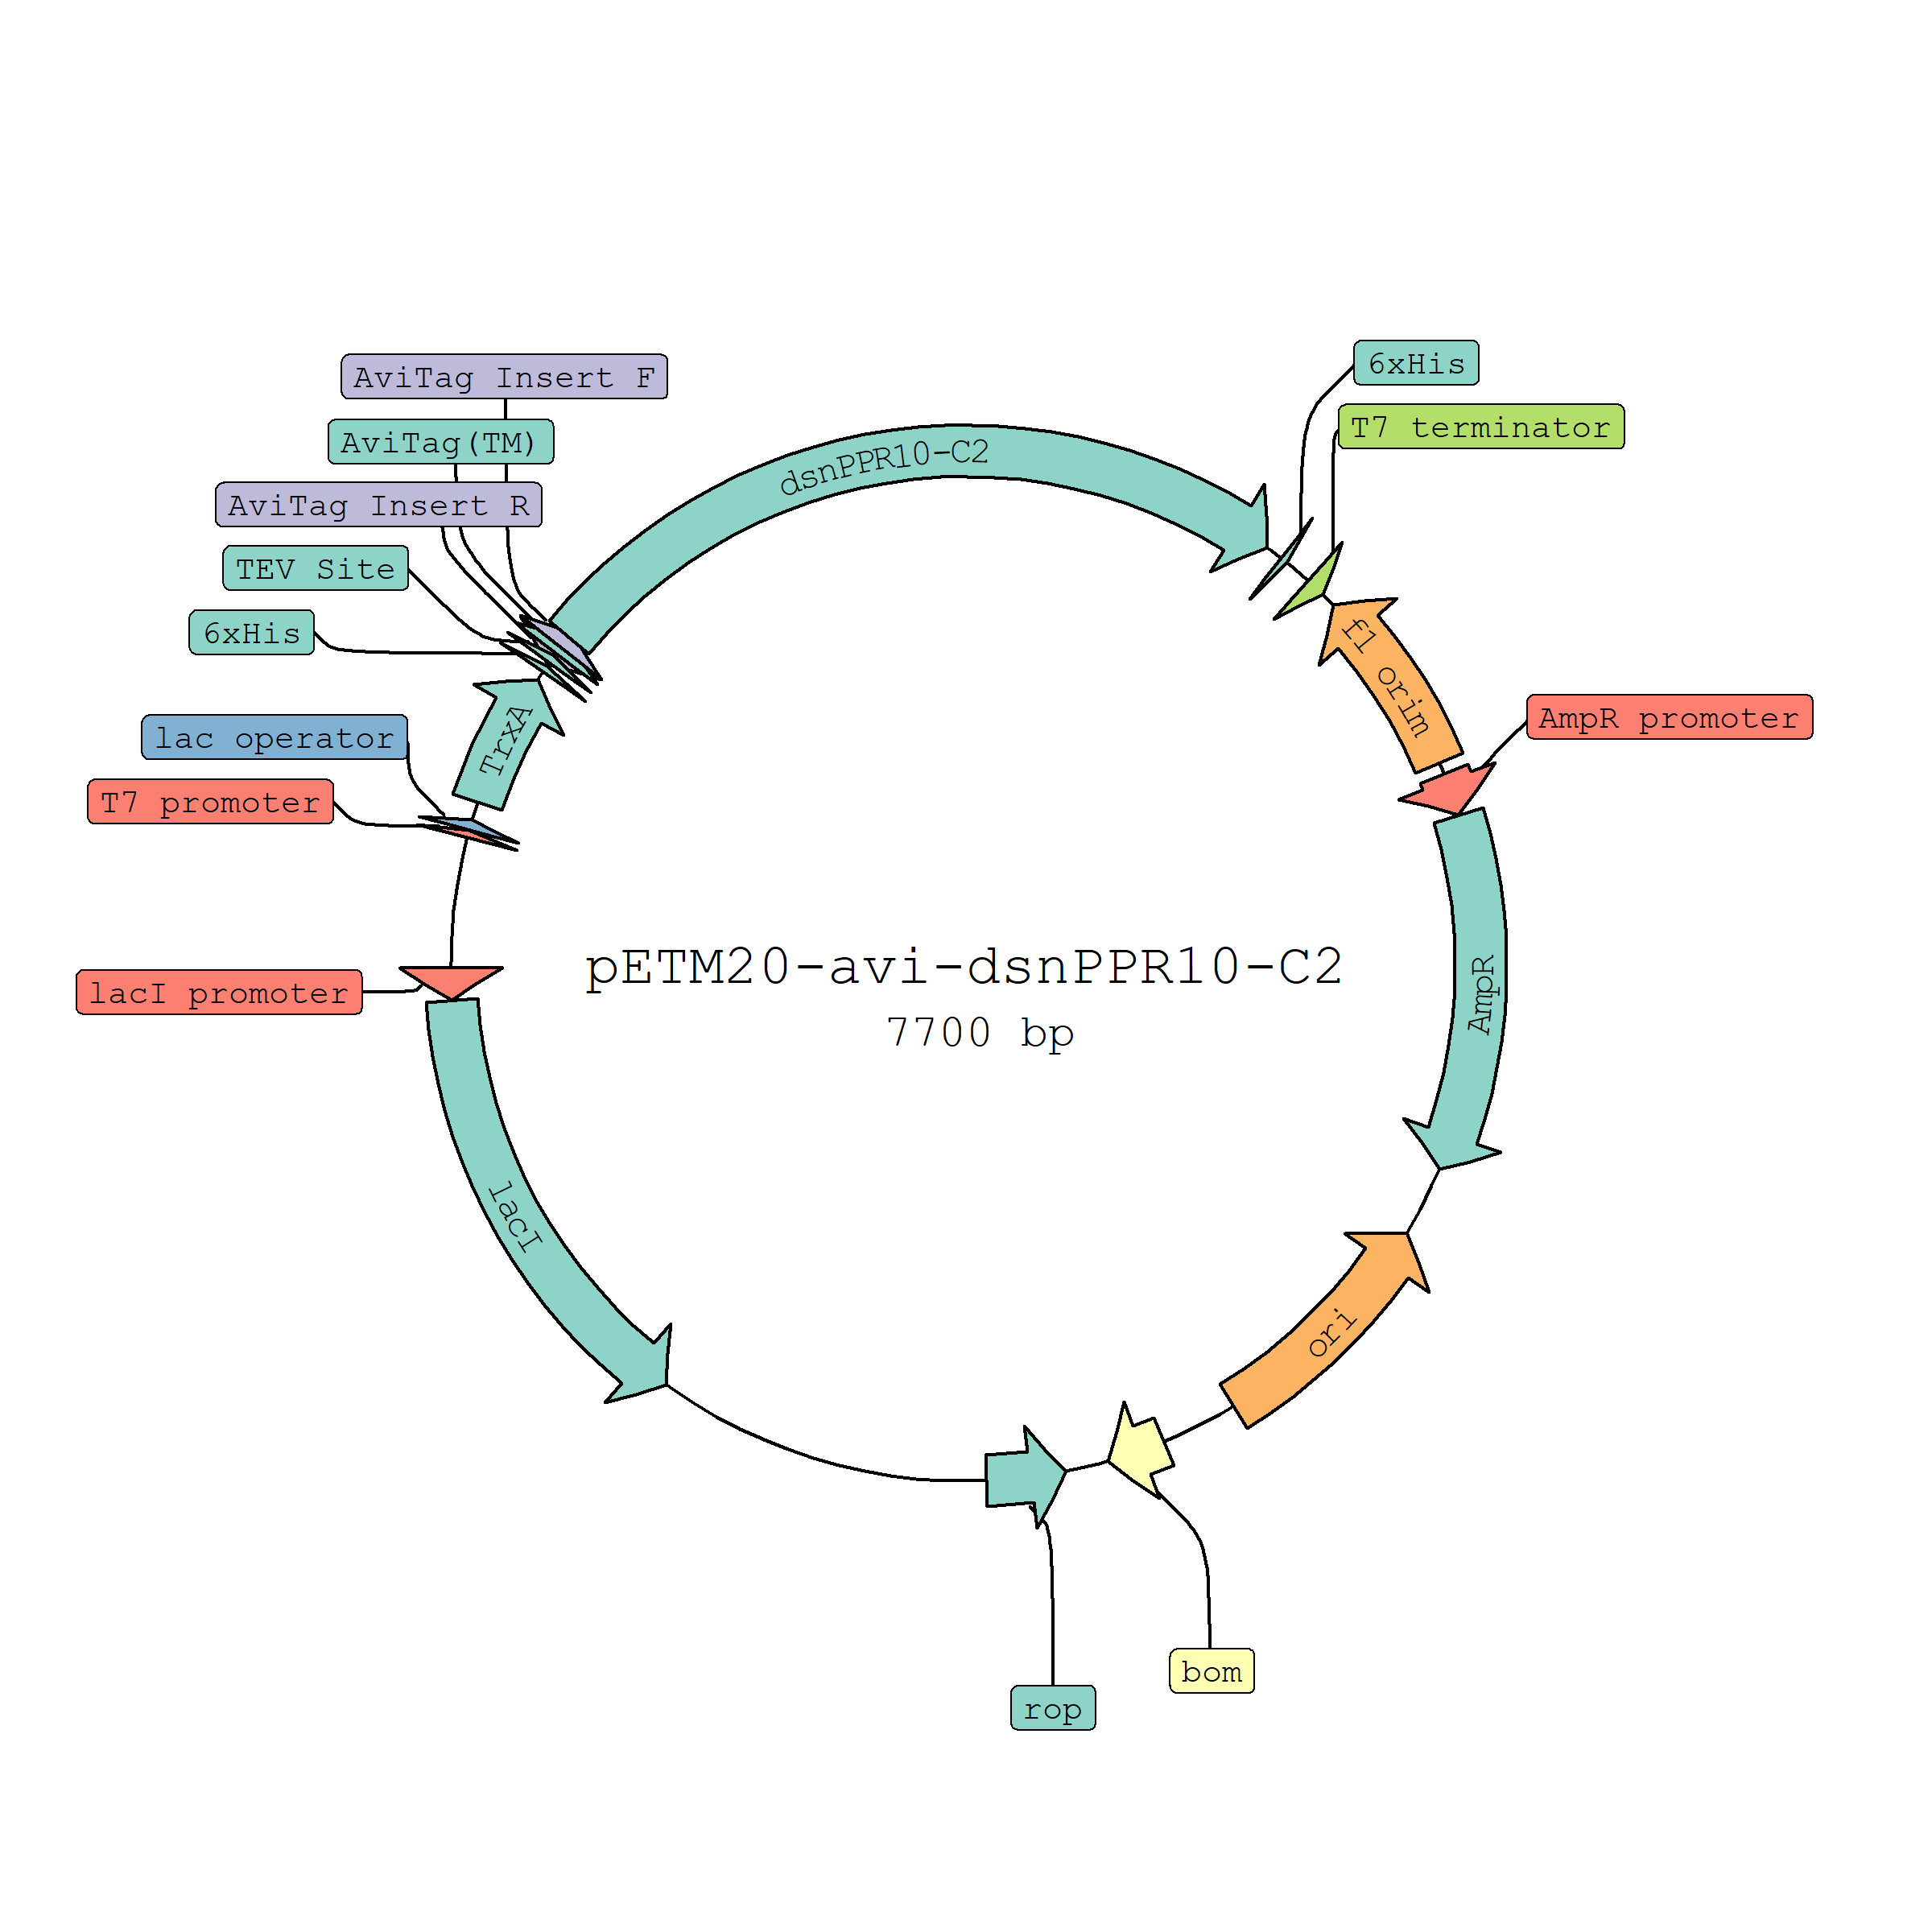 6xHis
AviTag Insert F
T7 terminator
AviTag(TM)
dsnPPR10-C2
AviTag Insert R
TEV Site
6xHis
f1 orim
AmpR promoter
TrxA
lac operator
T7 promoter
pETM20-avi-dsnPPR10-C2
lacI promoter
AmpR
7700 bp
lacI
ori
bom
rop